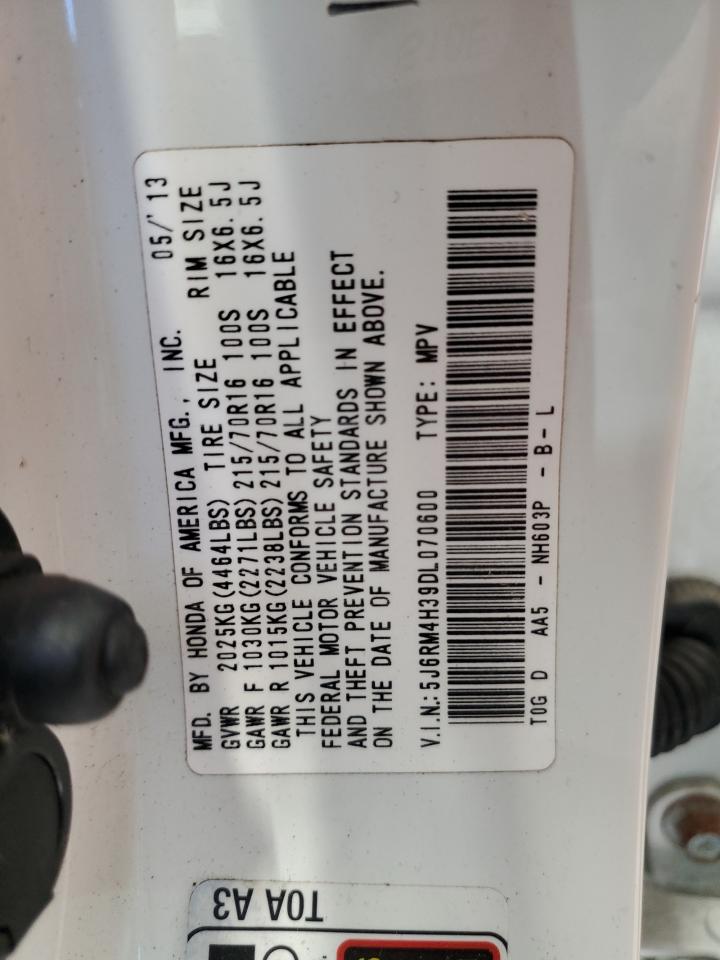 MFD. BY HONDA OF AMERICA MFG., INC. 05/'13
GVWR 2025KG(4464LBS) TIRE SIZE RIM SIZE
GAWR F 1030KG(2271LBS)215/70R16 100S 16X6.5J
GAWR R 1015KG(2238LBS)215/70R16 100S 16X6.5J
THIS VEHICLE CONFORMS TO ALL APPLICABLE
FEDERAL MOTOR VEHICLE SAFETY
AND THEFT PREVENTION STANDARDS IN EFFECT
ON THE DATE OF MANUFACTURE SHOWN ABOVE.
V.I.N.:5J6RM4H39DL070600 TYPE: MPV
T0G D AA5 - NH603P - B-L
T0A A3